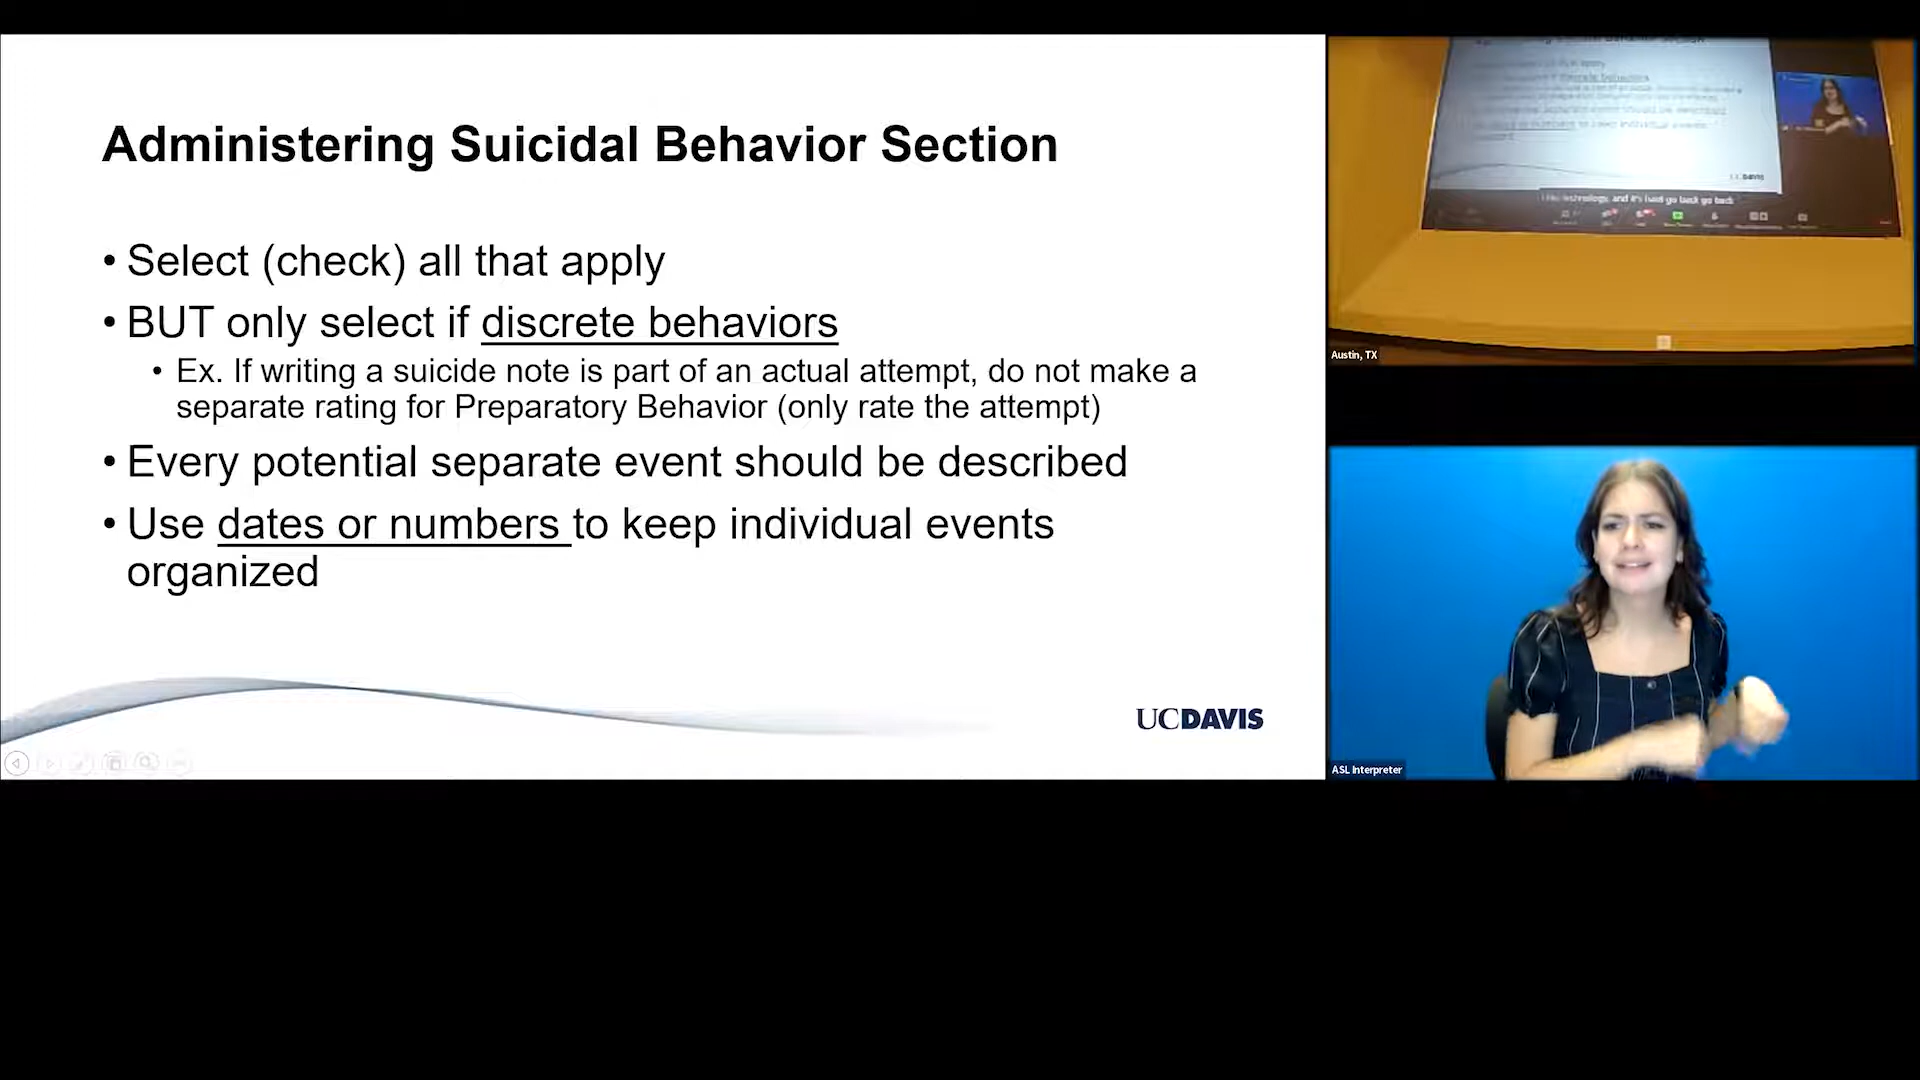 Administering Suicidal Behavior Section
• Select (check) all that apply
• BUT only select if discrete behaviors
• Ex. If writing a suicide note is part of an actual attempt, do not make a
separate rating for Preparatory Behavior (only rate the attempt)
• Every potential separate event should be described
• Use dates or numbers to keep individual events
organized
UCDAVIS
Austin, TX
ASL Interpreter